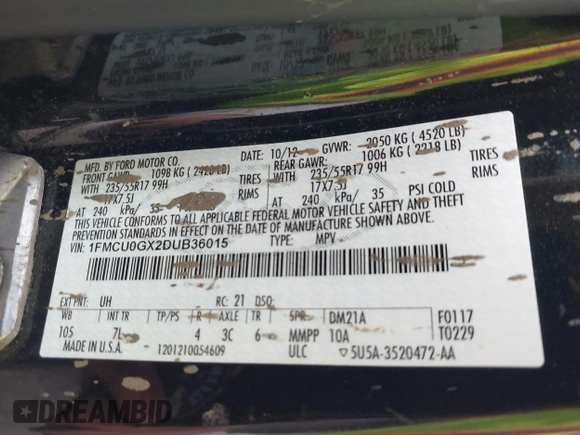 MFD. BY FORD MOTOR CO.
10/12
GVWR: 2050 KG (4520 LB)
FRONT GAWR: 1098 KG (2420 LB)
REAR GAWR: 1006 KG (2218 LB)
WITH 235/55R17 99H TIRES
WITH 235/55R17 99H TIRES
17X7.5J RIMS
17X7.5J RIMS
AT 240 kPa/ 35
AT 240 kPa/ 35 PSI COLD
THIS VEHICLE CONFORMS TO ALL APPLICABLE FEDERAL MOTOR VEHICLE SAFETY AND THEFT
PREVENTION STANDARDS IN EFFECT ON THE DATE OF MANUFACTURE SHOWN ABOVE.
VIN: 1FMCU0GX2DUB36015
TYPE: MPV
EXT PNT: UH RC: 21 DSO:
WB INT TR TP/PS R AXLE TR SPR DM21A F0117
105 7L 4 3C 6 MMPP 10A T0229
MADE IN U.S.A. 1201210054609 ULC 5U5A-3520472-AA
DREAMBID